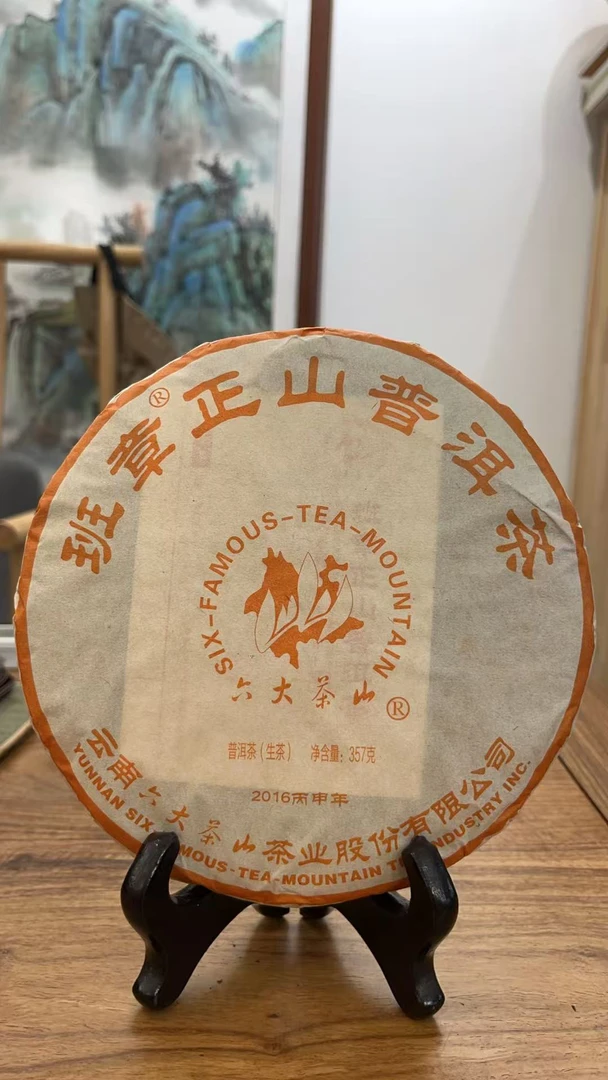 班章®正山普洱茶
SIX-FAMOUS-TEA-MOUNTAIN
六大茶山®
普洱茶（生茶） 净含量：357克
2016丙申年
云南六大茶山茶业股份有限公司
YUNNAN SIX MOUS-TEA-MOUNTAIN INDUSTRY INC.